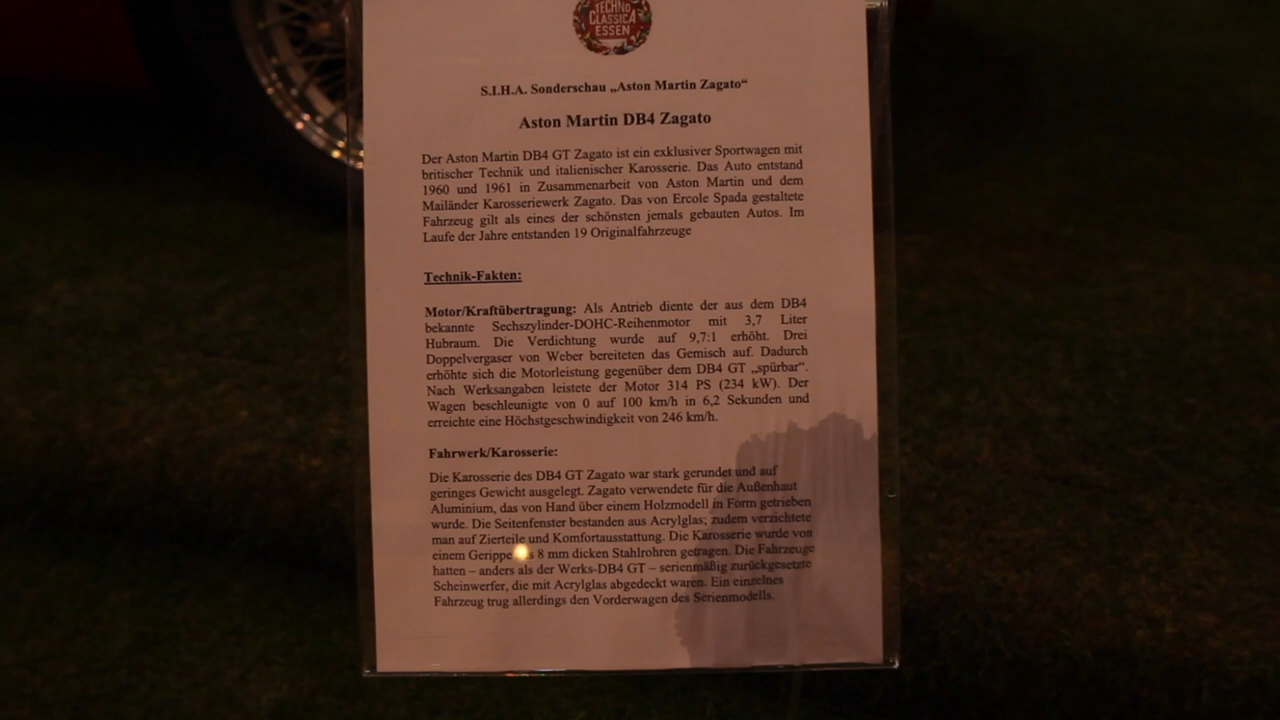 TECHNO
CLASSICA
ESSEN
S.I.H.A. Sonderschau „Aston Martin Zagato“
Aston Martin DB4 Zagato
Der Aston Martin DB4 GT Zagato ist ein exklusiver Sportwagen mit
britischer Technik und italienischer Karosserie. Das Auto entstand
1960 und 1961 in Zusammenarbeit von Aston Martin und dem
Mailänder Karosseriewerk Zagato. Das von Ercole Spada gestaltete
Fahrzeug gilt als eines der schönsten jemals gebauten Autos. Im
Laufe der Jahre entstanden 19 Originalfahrzeuge
Technik-Fakten:
Motor/Kraftübertragung: Als Antrieb diente der aus dem DB4
bekannte Sechszylinder-DOHC-Reihenmotor mit 3,7 Liter
Hubraum. Die Verdichtung wurde auf 9,7:1 erhöht. Drei
Doppelvergaser von Weber bereiteten das Gemisch auf. Dadurch
erhöhte sich die Motorleistung gegenüber dem DB4 GT „spürbar“.
Nach Werksangaben leistete der Motor 314 PS (234 kW). Der
Wagen beschleunigte von 0 auf 100 km/h in 6,2 Sekunden und
erreichte eine Höchstgeschwindigkeit von 246 km/h.
Fahrwerk/Karosserie:
Die Karosserie des DB4 GT Zagato war stark gerundet und auf
geringes Gewicht ausgelegt. Zagato verwendete für die Außenhaut
Aluminium, das von Hand über einem Holzmodell in Form getrieben
wurde. Die Seitenfenster bestanden aus Acrylglas; zudem verzichtete
man auf Zierteile und Komfortausstattung. Die Karosserie wurde von
einem Gerippe 8 mm dicken Stahlrohren getragen. Die Fahrzeuge
hatten – anders als der Werks-DB4 GT – serienmäßig zurückgesetzte
Scheinwerfer, die mit Acrylglas abgedeckt waren. Ein einzelnes
Fahrzeug trug allerdings den Vorderwagen des Serienmodells.